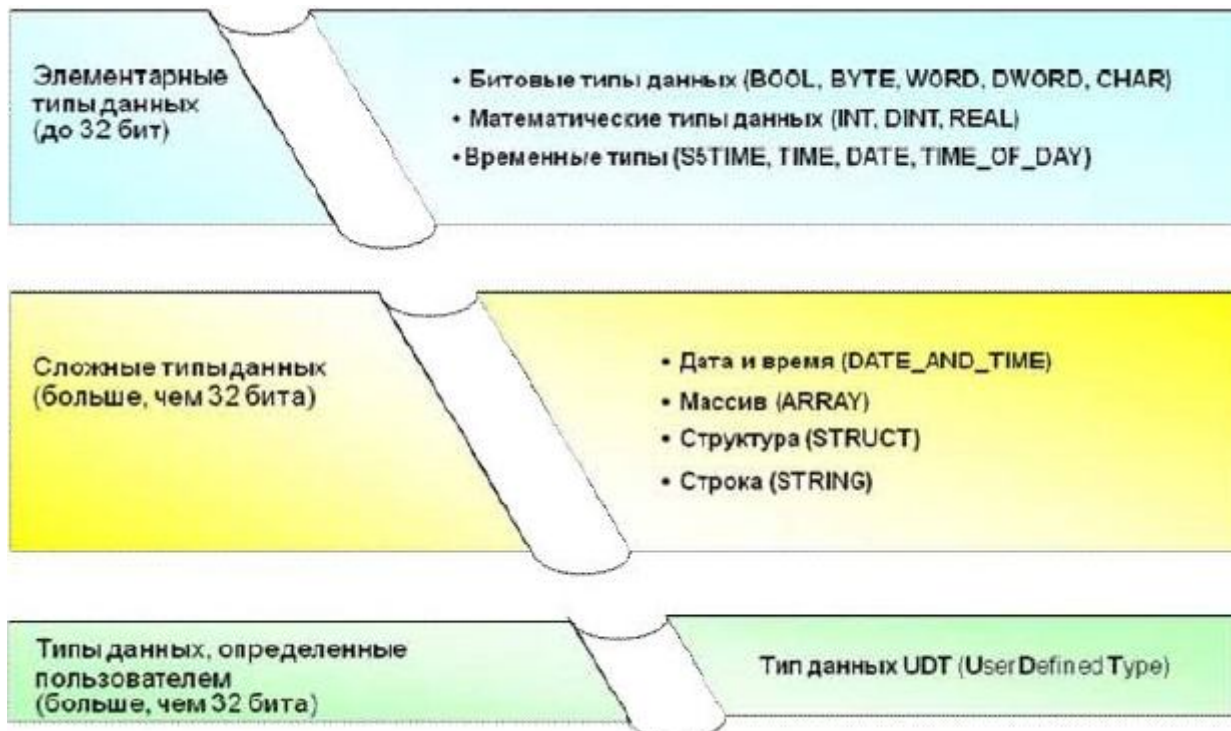 Элементарные
типы данных
(до 32 бит)
• Битовые типы данных (BOOL, BYTE, WORD, DWORD, CHAR)
• Математические типы данных (INT, DINT, REAL)
• Временные типы (S5TIME, TIME, DATE, TIME_OF_DAY)
Сложные типы данных
(больше, чем 32 бита)
• Дата и время (DATE_AND_TIME)
• Массив (ARRAY)
• Структура (STRUCT)
• Строка (STRING)
Типы данных, определенные
пользователем
(больше, чем 32 бита)
Тип данных UDT (User Defined Type)